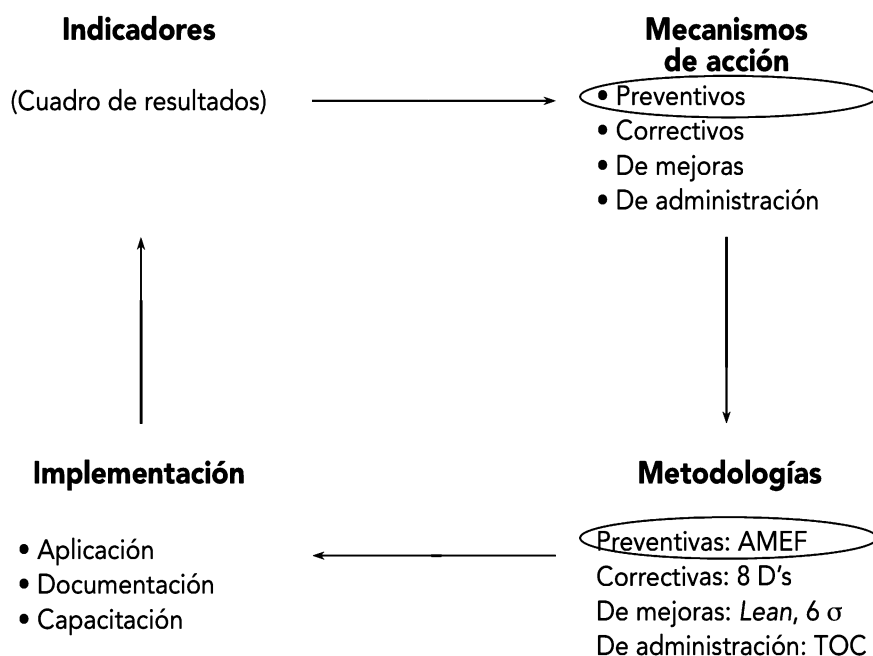 Indicadores
(Cuadro de resultados)
Mecanismos
de acción
• Preventivos
• Correctivos
• De mejoras
• De administración
Implementación
• Aplicación
• Documentación
• Capacitación
Metodologías
Preventivas: AMEF
Correctivas: 8 D's
De mejoras: Lean, 6 σ
De administración: TOC